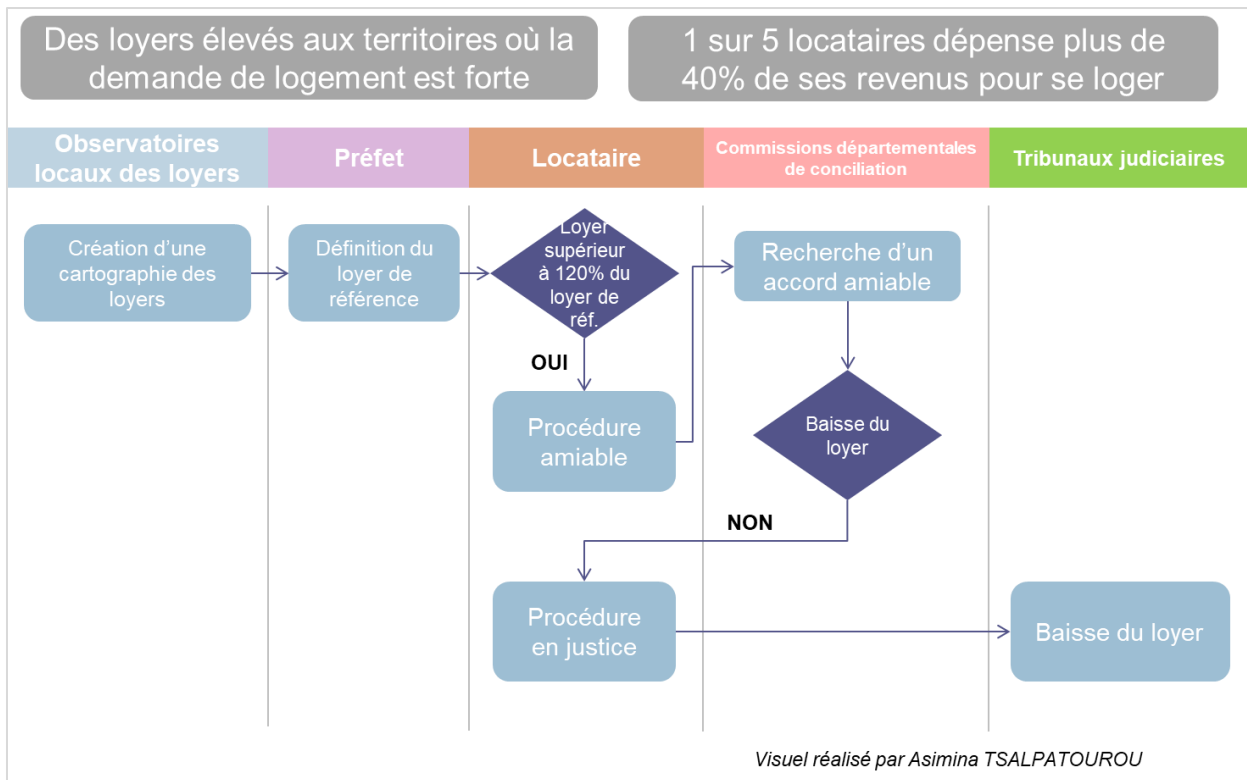 Des loyers élevés aux territoires où la
demande de logement est forte
1 sur 5 locataires dépense plus de
40% de ses revenus pour se loger
Observatoires
locaux des loyers
Préfet
Locataire
Commissions départementales
de conciliation
Tribunaux judiciaires
Création d'une
cartographie des
loyers
Définition du
loyer de
référence
Loyer
supérieur
à 120% du
loyer de
réf.
Recherche d'un
accord amiable
OUI
Procédure
amiable
Baisse du
loyer
NON
Procédure
en justice
Baisse du loyer
Visuel réalisé par Asimina TSALPATOUROU